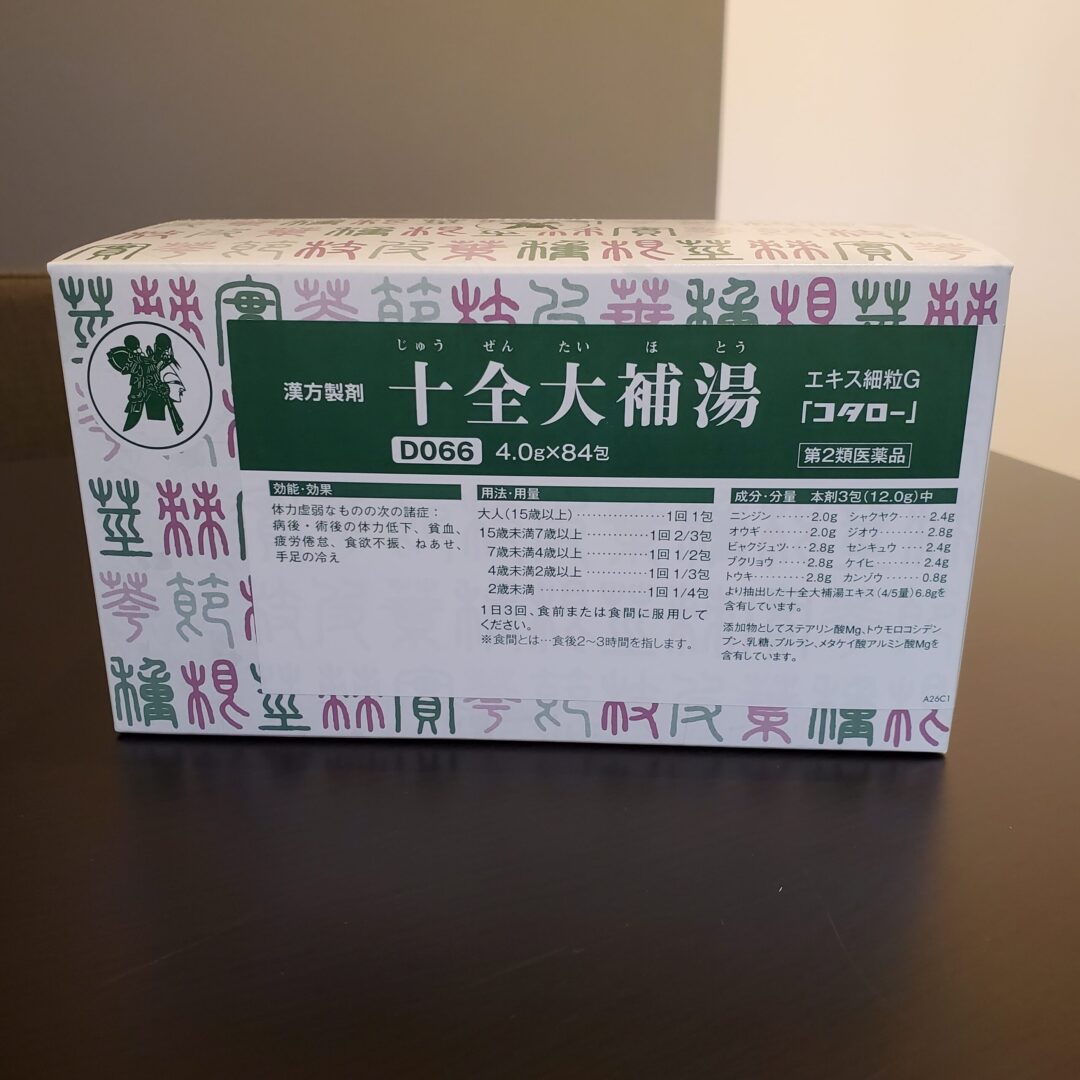 じゅう ぜん たい ほ とう
漢方製剤 十全大補湯 エキス細粒G
「コタロー」
D066 4.0g×84包 第2類医薬品
効能・効果
体力虚弱なものの次の諸症：
病後・術後の体力低下、貧血、
疲労倦怠、食欲不振、ねあせ、
手足の冷え
用法・用量
大人(15歳以上)………………1回 1包
15歳未満7歳以上…………1回 2/3包
7歳未満4歳以上…………1回 1/2包
4歳未満2歳以上…………1回 1/3包
2歳未満……………………1回 1/4包
1日3回、食前または食間に服用して
ください。
※食間とは…食後2〜3時間を指します。
成分・分量 本剤3包(12.0g)中
ニンジン……2.0g シャクヤク……2.4g
オウギ………2.0g ジオウ………2.8g
ビャクジュツ…2.8g センキュウ…2.4g
ブクリョウ……2.8g ケイヒ………2.4g
トウキ………2.8g カンゾウ……0.8g
より抽出した十全大補湯エキス(4/5量)6.8gを
含有しています。
添加物としてステアリン酸Mg、トウモロコシデン
プン、乳糖、プルラン、メタケイ酸アルミン酸Mgを
含有しています。
A26C1